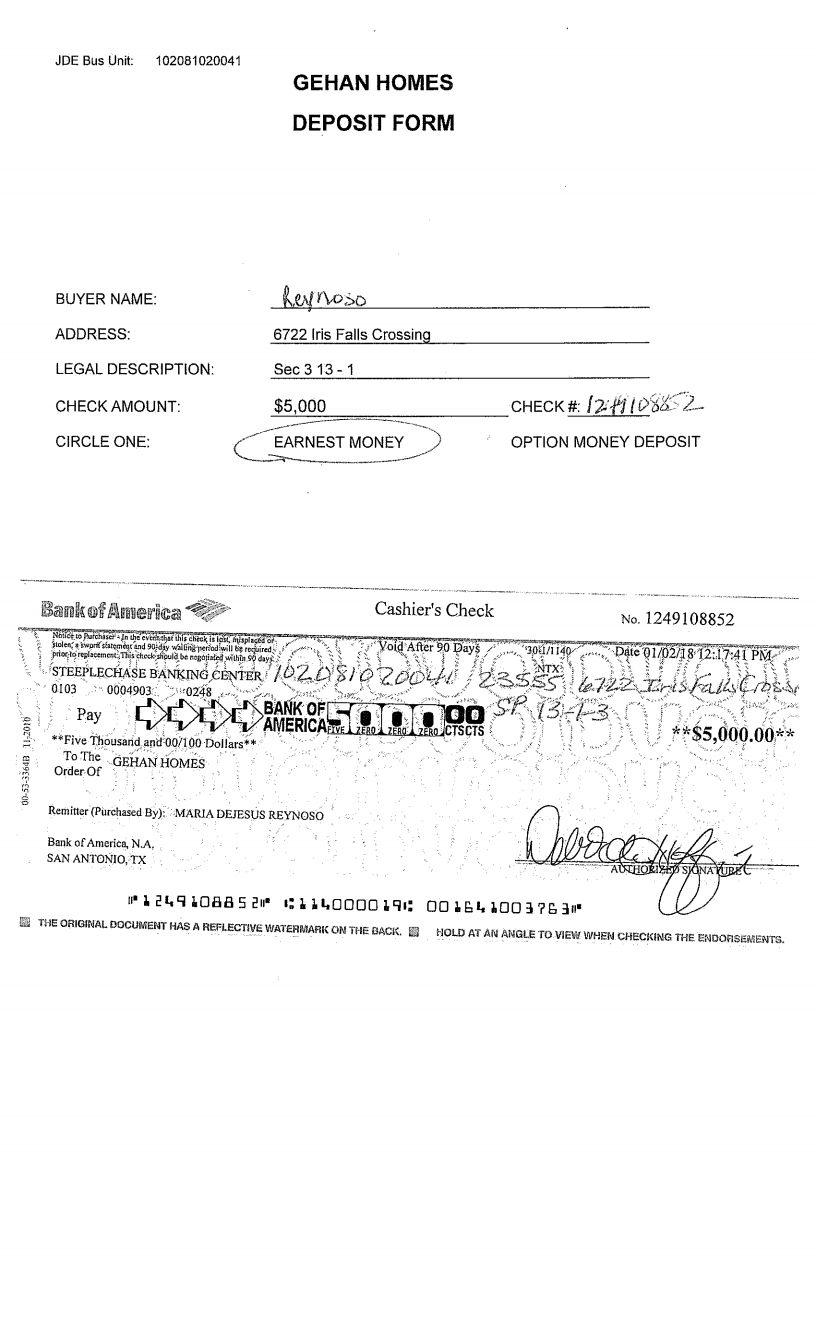 JDE Bus Unit: 102081020041
GEHAN HOMES
DEPOSIT FORM
BUYER NAME: Reynoso
ADDRESS: 6722 Iris Falls Crossing
LEGAL DESCRIPTION: Sec 3 13 - 1
CHECK AMOUNT: $5,000 CHECK #: 1249108852
CIRCLE ONE: EARNEST MONEY OPTION MONEY DEPOSIT
Bank of America Cashier's Check No. 1249108852
Notice to Purchaser - In the event that this check is lost, misplaced or
stolen, a sworn statement and 90-day waiting period will be required
prior to replacement. This check should be negotiated within 90 days.
Void After 90 Days 30-1/1140 Date 01/02/18 12:17:41 PM
NTX
STEEPLECHASE BANKING CENTER 102081020041 23555 6722 Iris Falls Cross
0103 0004903 0248 SP 13-1-3
Pay BANK OF AMERICA 5 0 0 0 00 **$5,000.00**
FIVE ZERO ZERO ZERO CTSCTS
**Five Thousand and 00/100 Dollars**
To The Order Of GEHAN HOMES
00-53-3364B 11-2010
Remitter (Purchased By): MARIA DEJESUS REYNOSO
Bank of America, N.A.
SAN ANTONIO, TX
AUTHORIZED SIGNATURE
⑈1249108852⑈ ⑆114000019⑆ 001641003763⑈
THE ORIGINAL DOCUMENT HAS A REFLECTIVE WATERMARK ON THE BACK. HOLD AT AN ANGLE TO VIEW WHEN CHECKING THE ENDORSEMENTS.